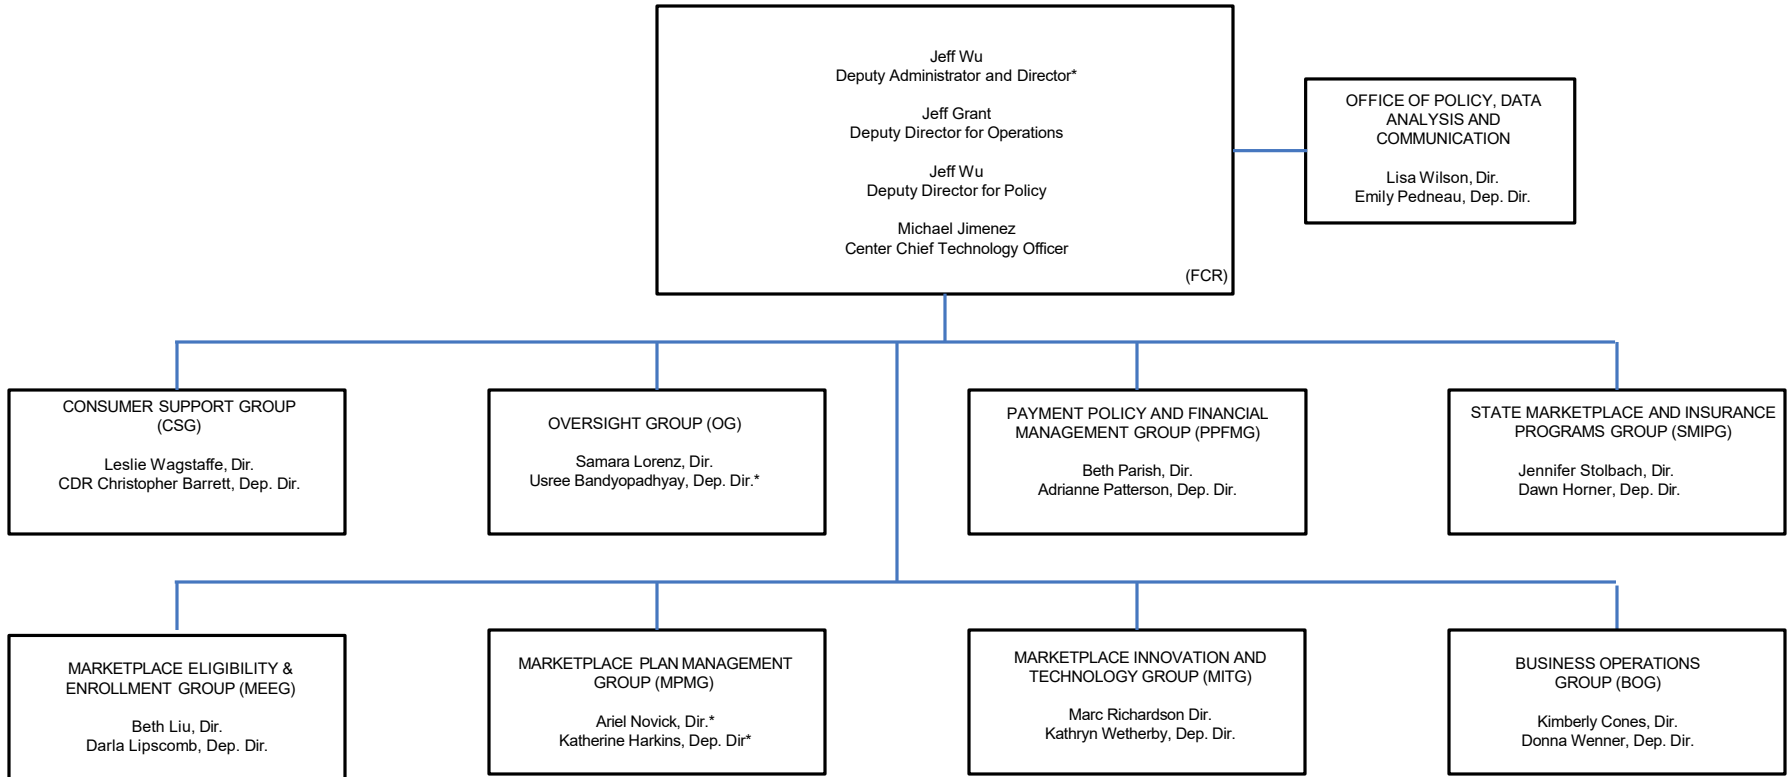 Jeff Wu
Deputy Administrator and Director*
Jeff Grant
Deputy Director for Operations
Jeff Wu
Deputy Director for Policy
Michael Jimenez
Center Chief Technology Officer
(FCR)
OFFICE OF POLICY, DATA
ANALYSIS AND
COMMUNICATION
Lisa Wilson, Dir.
Emily Pedneau, Dep. Dir.
CONSUMER SUPPORT GROUP
(CSG)
Leslie Wagstaffe, Dir.
CDR Christopher Barrett, Dep. Dir.
OVERSIGHT GROUP (OG)
Samara Lorenz, Dir.
Usree Bandyopadhyay, Dep. Dir.*
PAYMENT POLICY AND FINANCIAL
MANAGEMENT GROUP (PPFMG)
Beth Parish, Dir.
Adrianne Patterson, Dep. Dir.
STATE MARKETPLACE AND INSURANCE
PROGRAMS GROUP (SMIPG)
Jennifer Stolbach, Dir.
Dawn Horner, Dep. Dir.
MARKETPLACE ELIGIBILITY &
ENROLLMENT GROUP (MEEG)
Beth Liu, Dir.
Darla Lipscomb, Dep. Dir.
MARKETPLACE PLAN MANAGEMENT
GROUP (MPMG)
Ariel Novick, Dir.*
Katherine Harkins, Dep. Dir*
MARKETPLACE INNOVATION AND
TECHNOLOGY GROUP (MITG)
Marc Richardson Dir.
Kathryn Wetherby, Dep. Dir.
BUSINESS OPERATIONS
GROUP (BOG)
Kimberly Cones, Dir.
Donna Wenner, Dep. Dir.